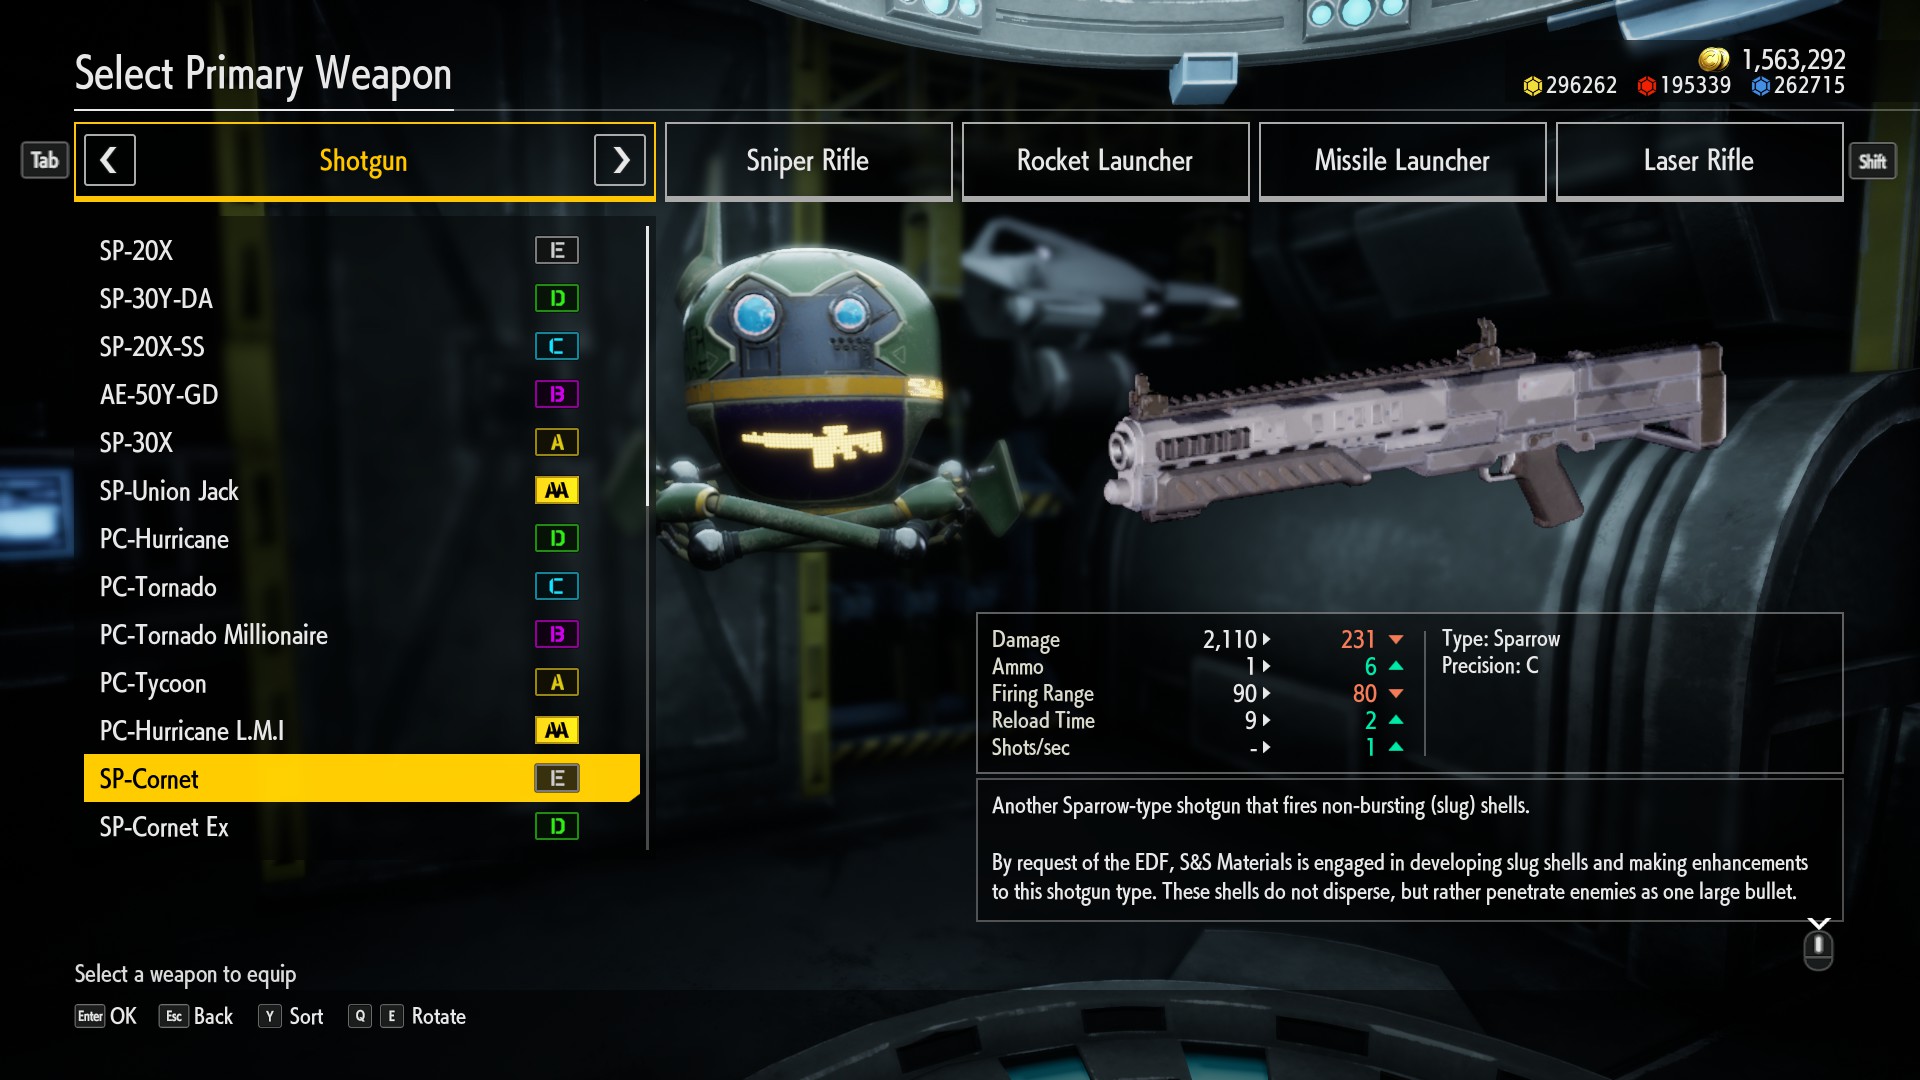 Select Primary Weapon
1,563,292
296262 195339 262715
Tab Shotgun Sniper Rifle Rocket Launcher Missile Launcher Laser Rifle Shift
SP-20X E
SP-30Y-DA D
SP-20X-SS C
AE-50Y-GD B
SP-30X A
SP-Union Jack AA
PC-Hurricane D
PC-Tornado C
PC-Tornado Millionaire B
PC-Tycoon A
PC-Hurricane L.M.I AA
SP-Cornet E
SP-Cornet Ex D
Damage 2,110 231
Ammo 1 6
Firing Range 90 80
Reload Time 9 2
Shots/sec - 1
Type: Sparrow
Precision: C
Another Sparrow-type shotgun that fires non-bursting (slug) shells.
By request of the EDF, S&S Materials is engaged in developing slug shells and making enhancements
to this shotgun type. These shells do not disperse, but rather penetrate enemies as one large bullet.
Select a weapon to equip
Enter OK Esc Back Y Sort Q E Rotate